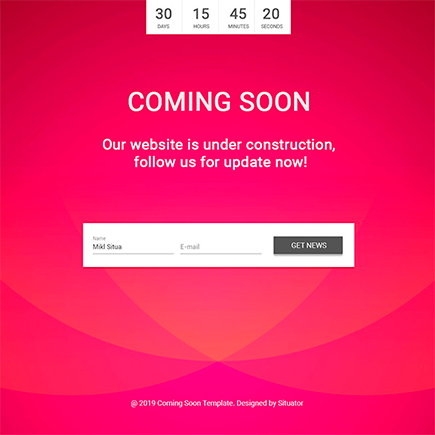 30 15 45 20
DAYS HOURS MINUTES SECONDS
COMING SOON
Our website is under construction,
follow us for update now!
Name
Mikl Situa E-mail GET NEWS
@ 2019 Coming Soon Template. Designed by Situator